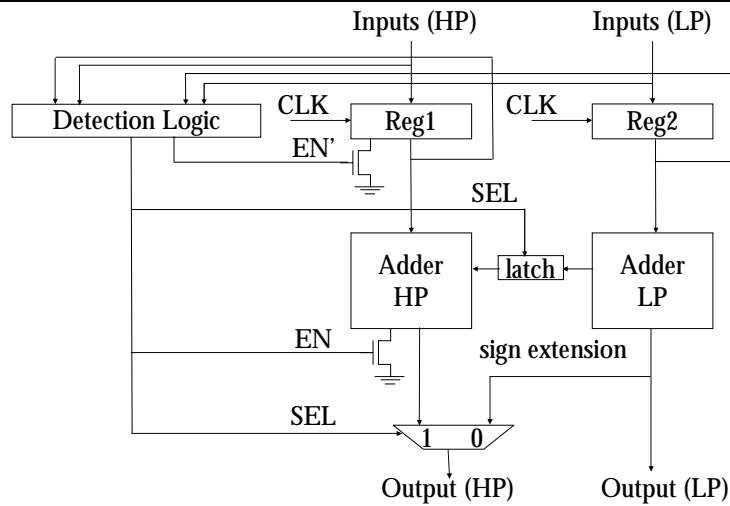 Inputs (HP)
Inputs (LP)
CLK
CLK
Detection Logic
Reg1
Reg2
EN’
SEL
Adder
HP
latch
Adder
LP
EN
sign extension
SEL
1
0
Output (HP)
Output (LP)